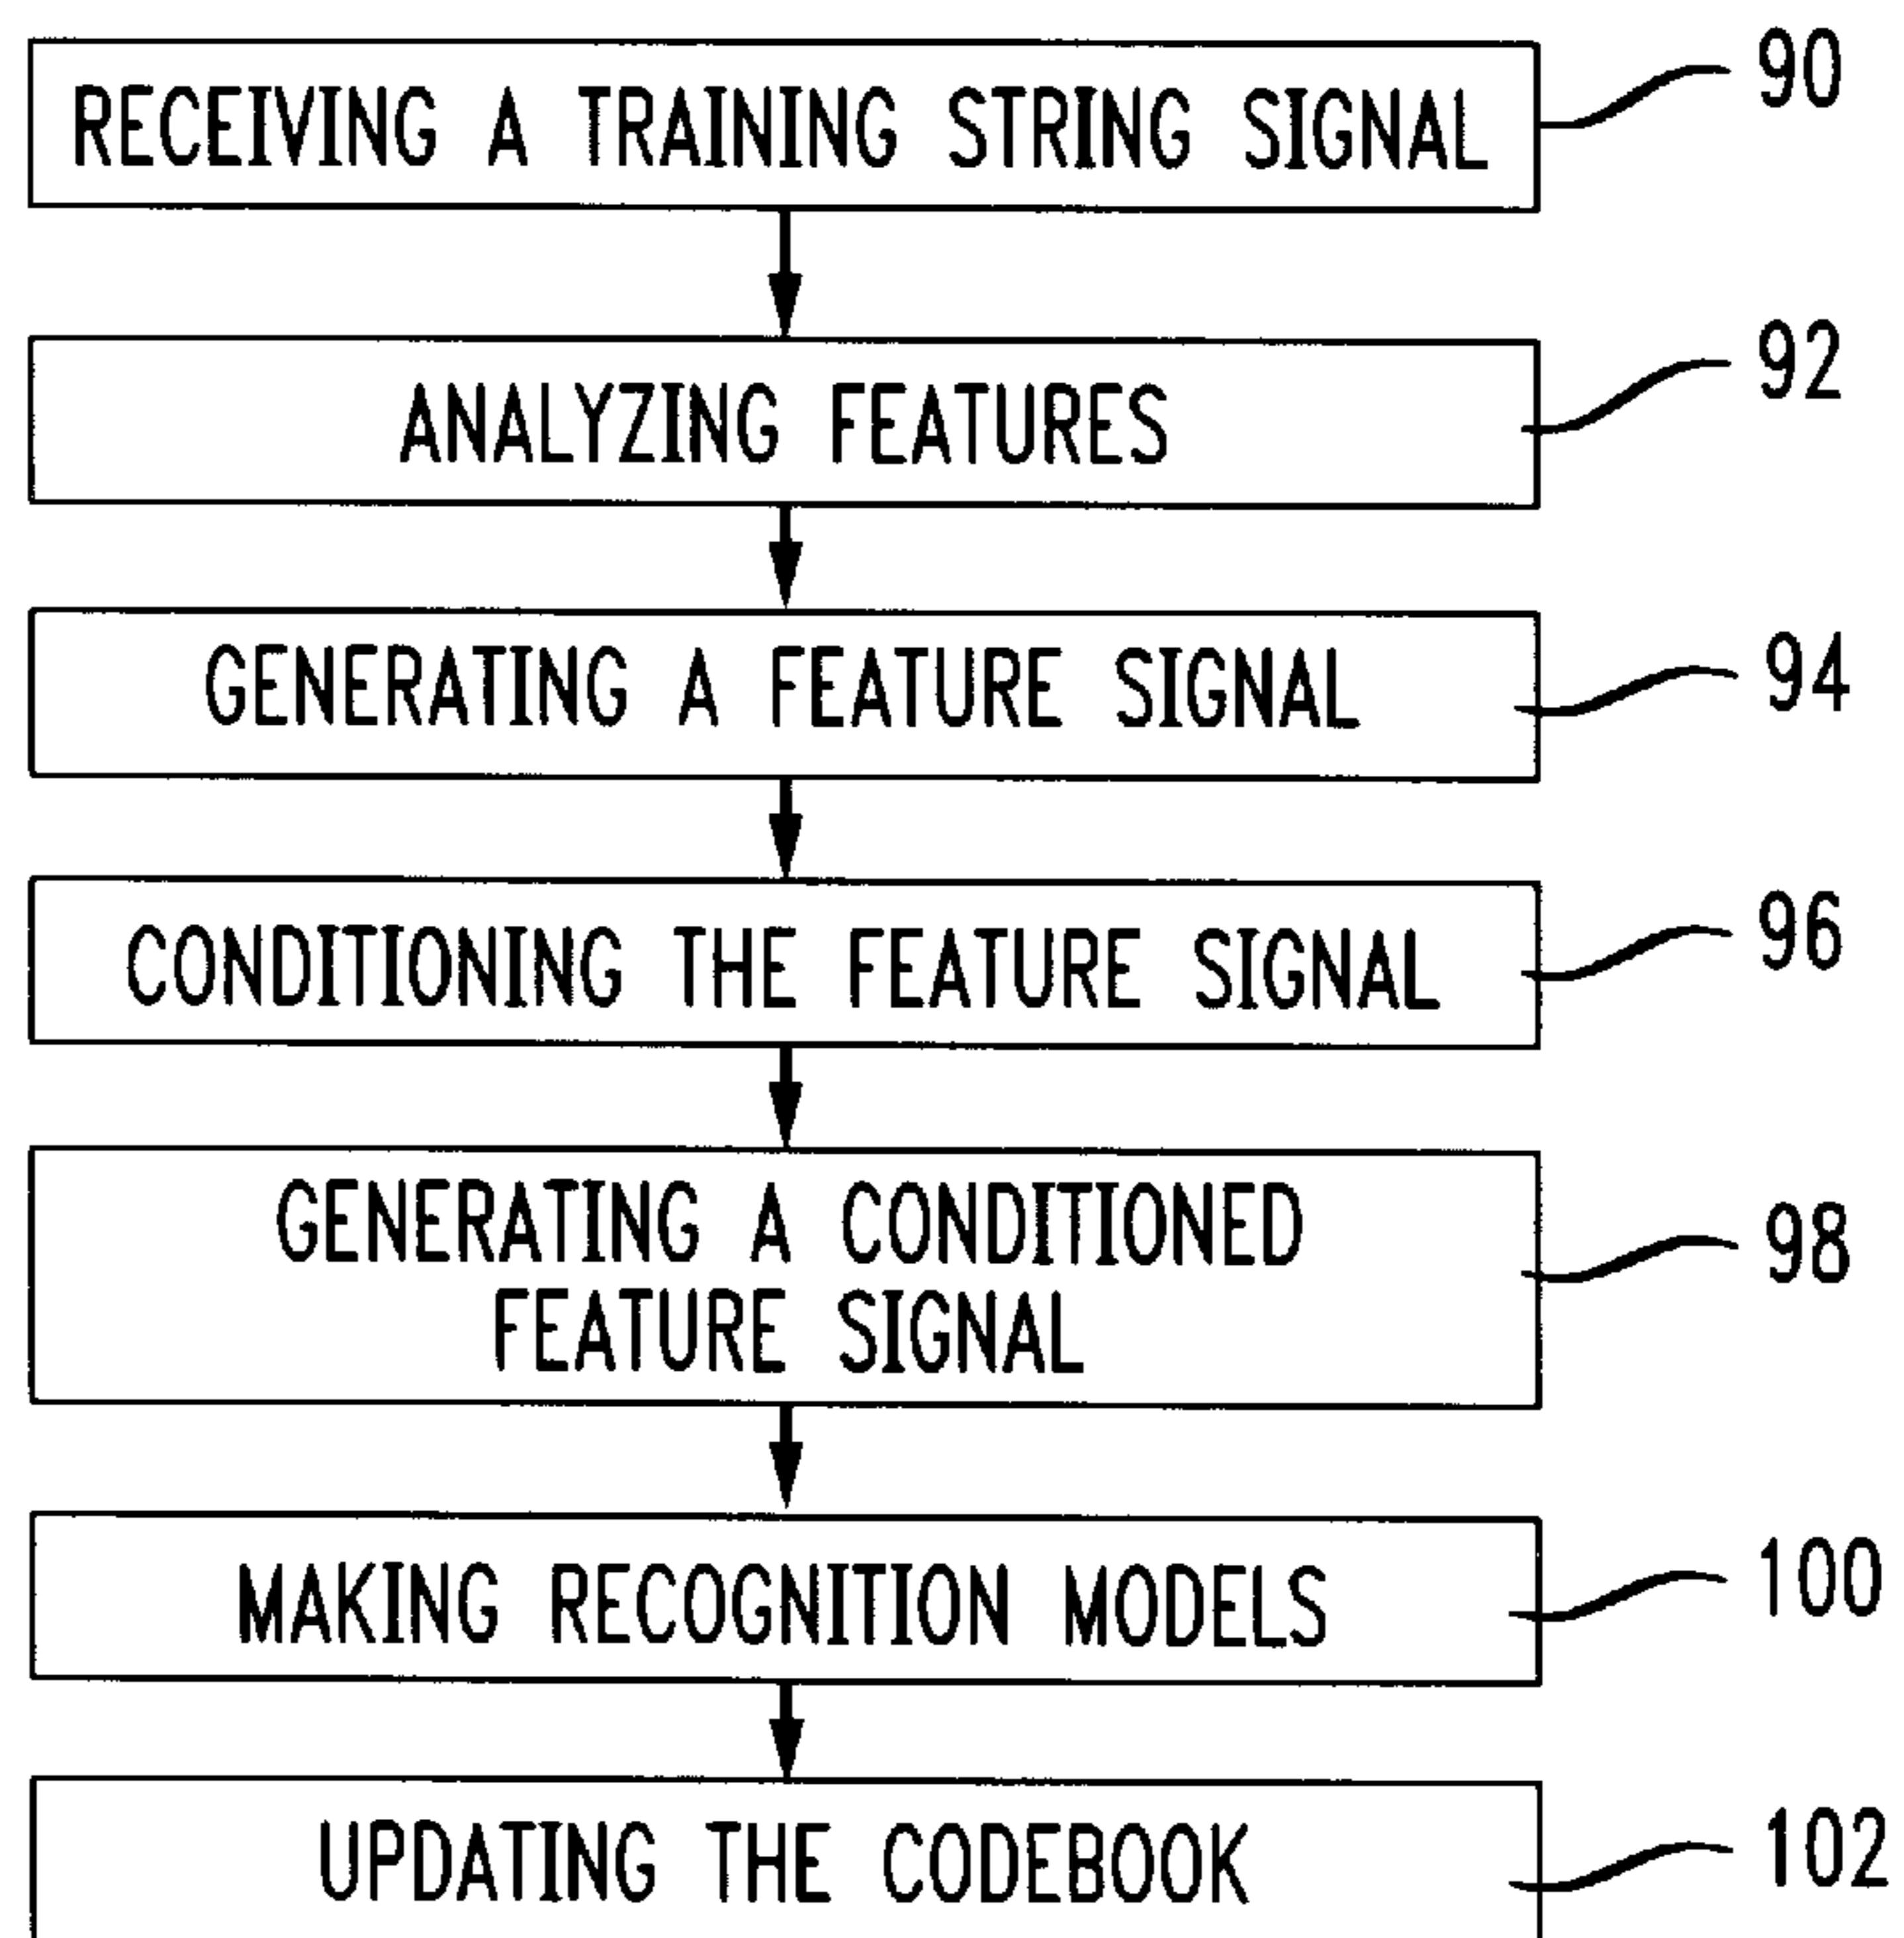 RECEIVING A TRAINING STRING SIGNAL 90
ANALYZING FEATURES 92
GENERATING A FEATURE SIGNAL 94
CONDITIONING THE FEATURE SIGNAL 96
GENERATING A CONDITIONED
FEATURE SIGNAL 98
MAKING RECOGNITION MODELS 100
UPDATING THE CODEBOOK 102